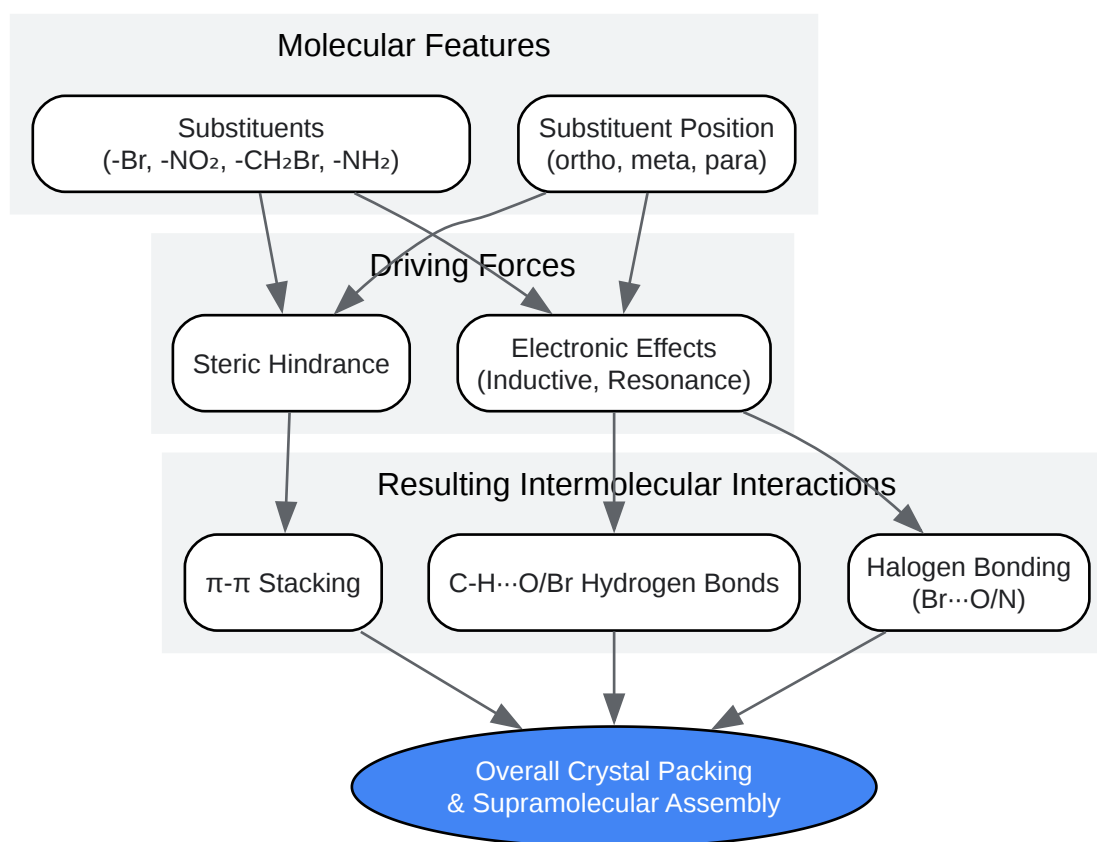 Molecular Features
Substituents
(-Br, -NO₂, -CH₂Br, -NH₂)
Substituent Position
(ortho, meta, para)
Driving Forces
Steric Hindrance
Electronic Effects
(Inductive, Resonance)
Resulting Intermolecular Interactions
π-π Stacking
C-H···O/Br Hydrogen Bonds
Halogen Bonding
(Br···O/N)
Overall Crystal Packing
& Supramolecular Assembly